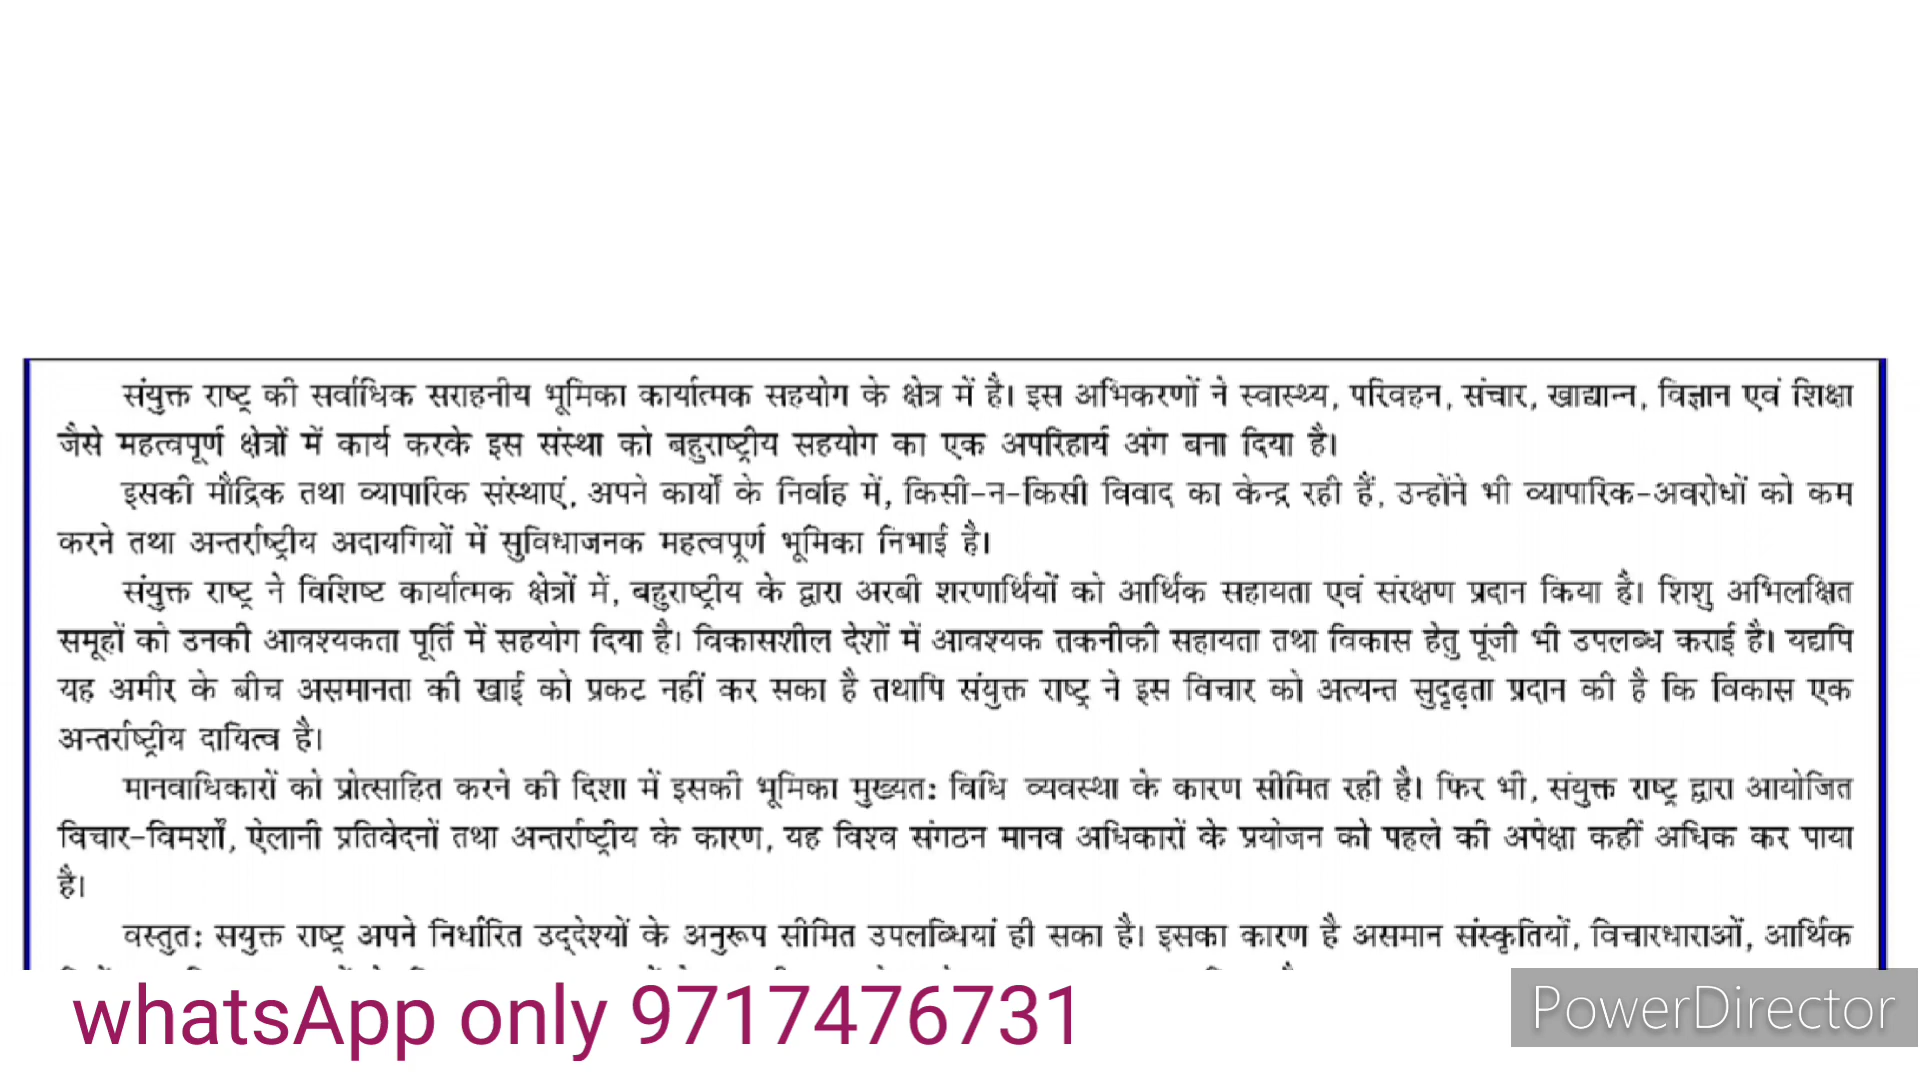 संयुक्त राष्ट्र की सर्वाधिक सराहनीय भूमिका कार्यात्मक सहयोग के क्षेत्र में है। इस अभिकरणों ने स्वास्थ्य, परिवहन, संचार, खाद्यान्न, विज्ञान एवं शिक्षा
जैसे महत्वपूर्ण क्षेत्रों में कार्य करके इस संस्था को बहुराष्ट्रीय सहयोग का एक अपरिहार्य अंग बना दिया है।
इसकी मौद्रिक तथा व्यापारिक संस्थाएं, अपने कार्यों के निर्वाह में, किसी-न-किसी विवाद का केन्द्र रही हैं, उन्होंने भी व्यापारिक-अवरोधों को कम
करने तथा अन्तर्राष्ट्रीय अदायगियों में सुविधाजनक महत्वपूर्ण भूमिका निभाई है।
संयुक्त राष्ट्र ने विशिष्ट कार्यात्मक क्षेत्रों में, बहुराष्ट्रीय के द्वारा अरबी शरणार्थियों को आर्थिक सहायता एवं संरक्षण प्रदान किया है। शिशु अभिलक्षित
समूहों को उनकी आवश्यकता पूर्ति में सहयोग दिया है। विकासशील देशों में आवश्यक तकनीकी सहायता तथा विकास हेतु पूंजी भी उपलब्ध कराई है। यद्यपि
यह अमीर के बीच असमानता की खाई को प्रकट नहीं कर सका है तथापि संयुक्त राष्ट्र ने इस विचार को अत्यन्त सुदृढ़ता प्रदान की है कि विकास एक
अन्तर्राष्ट्रीय दायित्व है।
मानवाधिकारों को प्रोत्साहित करने की दिशा में इसकी भूमिका मुख्यत: विधि व्यवस्था के कारण सीमित रही है। फिर भी, संयुक्त राष्ट्र द्वारा आयोजित
विचार-विमर्शों, ऐलानी प्रतिवेदनों तथा अन्तर्राष्ट्रीय के कारण, यह विश्व संगठन मानव अधिकारों के प्रयोजन को पहले की अपेक्षा कहीं अधिक कर पाया
है।
वस्तुत: सयुक्त राष्ट्र अपने निर्धारित उद्देश्यों के अनुरूप सीमित उपलब्धियां ही सका है। इसका कारण है असमान संस्कृतियों, विचारधाराओं, आर्थिक
whatsApp only 9717476731
PowerDirector